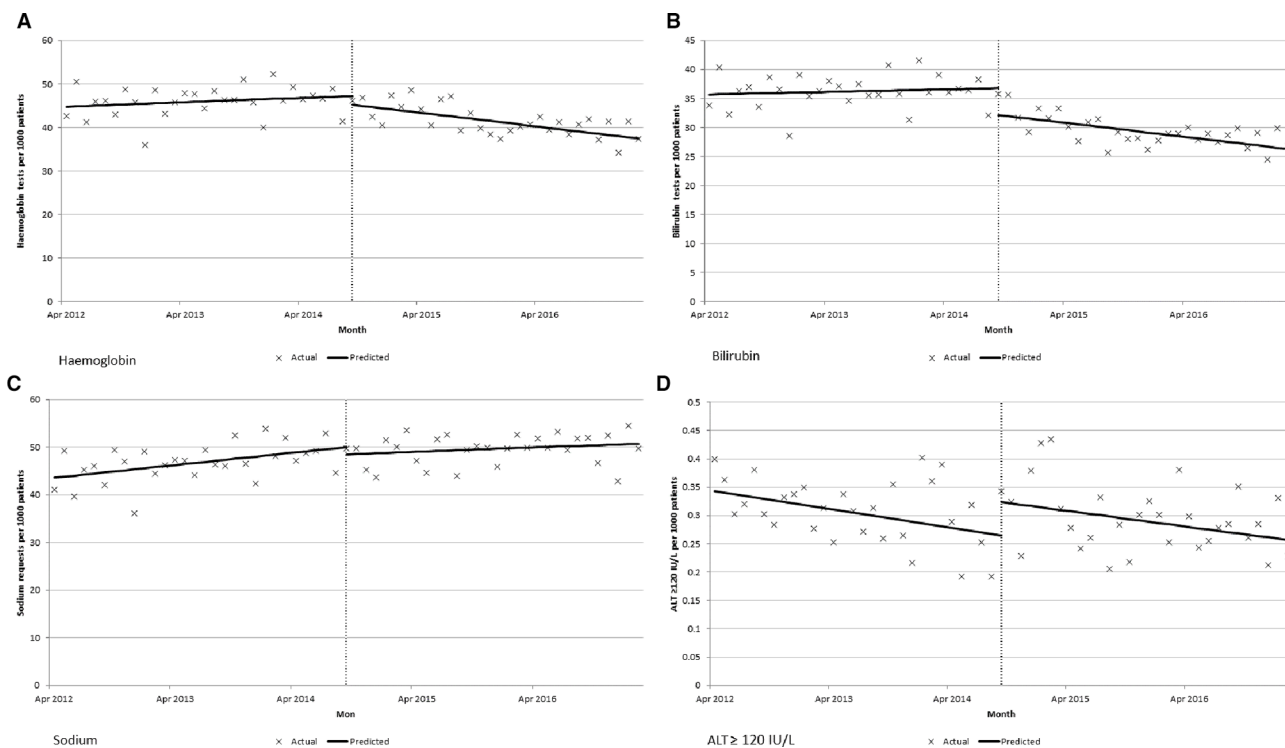 A
Haemoglobin tests per 1000 patients
60
50
40
30
20
10
0
Apr 2012
Apr 2013
Apr 2014
Apr 2015
Apr 2016
Month
Haemoglobin
× Actual
Predicted
B
Bilirubin tests per 1000 patients
45
40
35
30
25
20
15
10
5
0
Apr 2012
Apr 2013
Apr 2014
Apr 2015
Apr 2016
Month
Bilirubin
× Actual
Predicted
C
Sodium requests per 1000 patients
60
50
40
30
20
10
0
Apr 2012
Apr 2013
Apr 2014
Apr 2015
Apr 2016
Mon
Sodium
× Actual
Predicted
D
ALT ≥120 IU/L per 1000 patients
0.5
0.45
0.4
0.35
0.3
0.25
0.2
0.15
0.1
0.05
0
Apr 2012
Apr 2013
Apr 2014
Apr 2015
Apr 2016
Month
ALT ≥ 120 IU/L
× Actual
Predicted